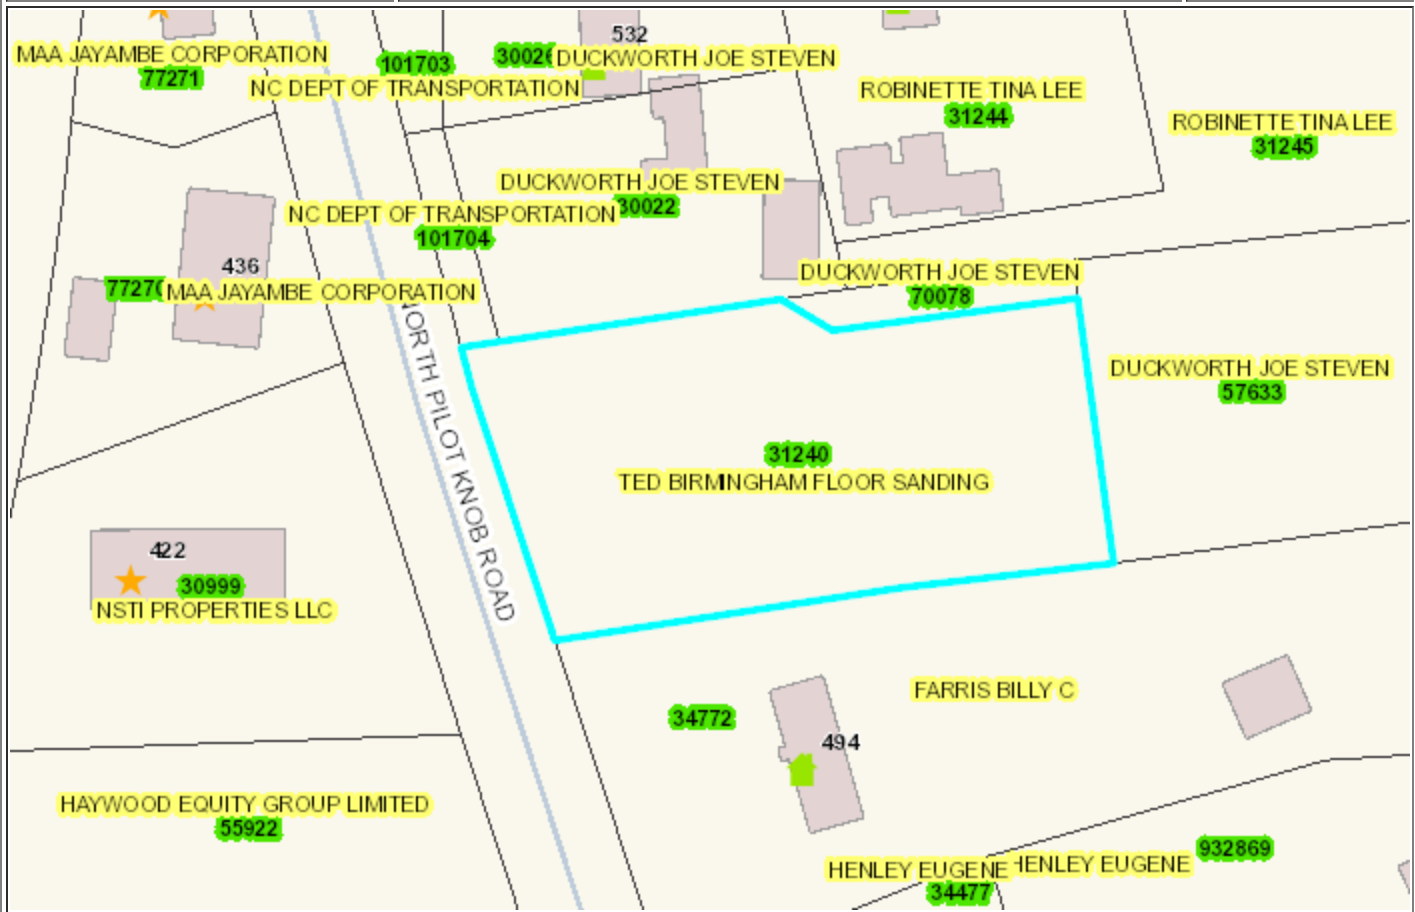 532
MAA JAYAMBE CORPORATION
77271
101703
DUCKWORTH JOE STEVEN
NC DEPT OF TRANSPORTATION
ROBINETTE TINA LEE
31244
ROBINETTE TINA LEE
31245
DUCKWORTH JOE STEVEN
30022
NC DEPT OF TRANSPORTATION
101704
436
MAA JAYAMBE CORPORATION
DUCKWORTH JOE STEVEN
70078
NORTH PILOT KNOB ROAD
DUCKWORTH JOE STEVEN
57633
31240
TED BIRMINGHAM FLOOR SANDING
422
30999
NSTI PROPERTIES LLC
FARRIS BILLY C
34772
494
HAYWOOD EQUITY GROUP LIMITED
55922
932869
HENLEY EUGENE
HENLEY EUGENE
34477